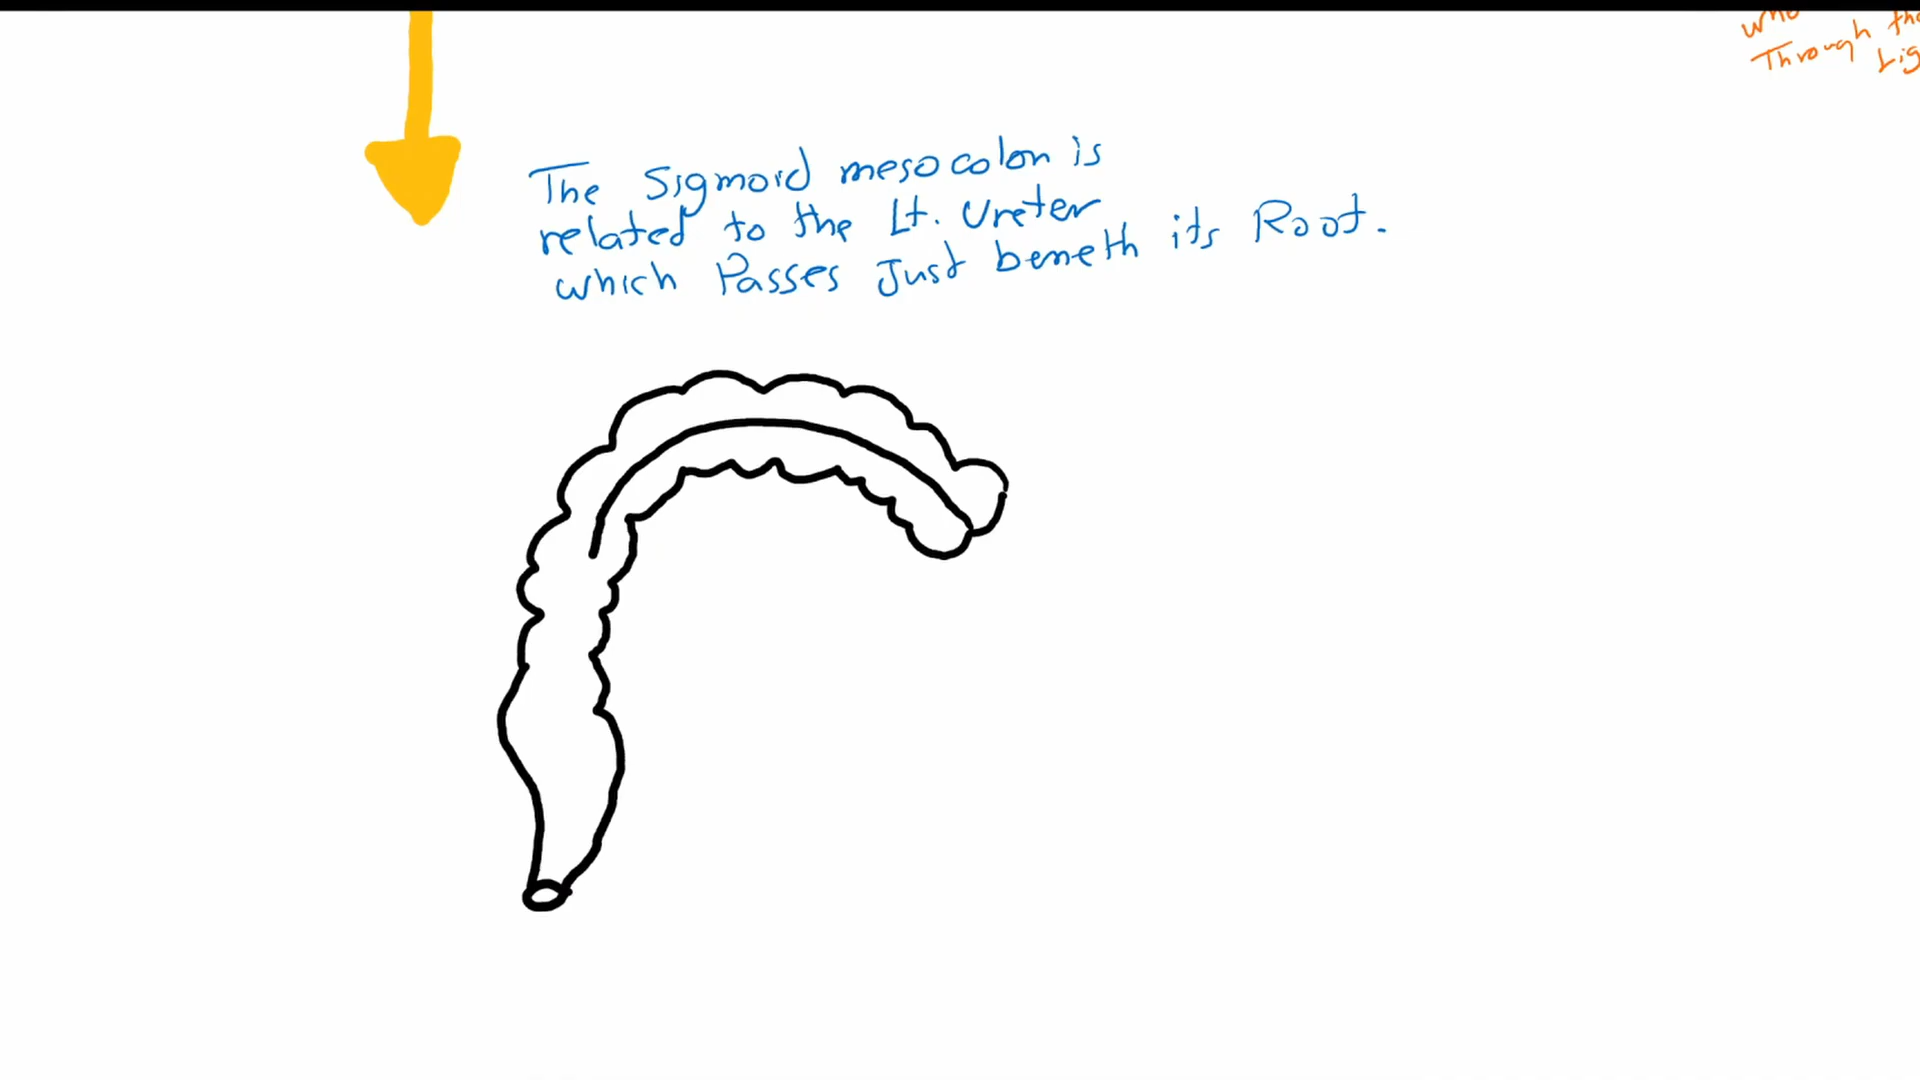 The Sigmoid mesocolon is
related to the Lt. Ureter
which Passes Just beneth its Root.
Through